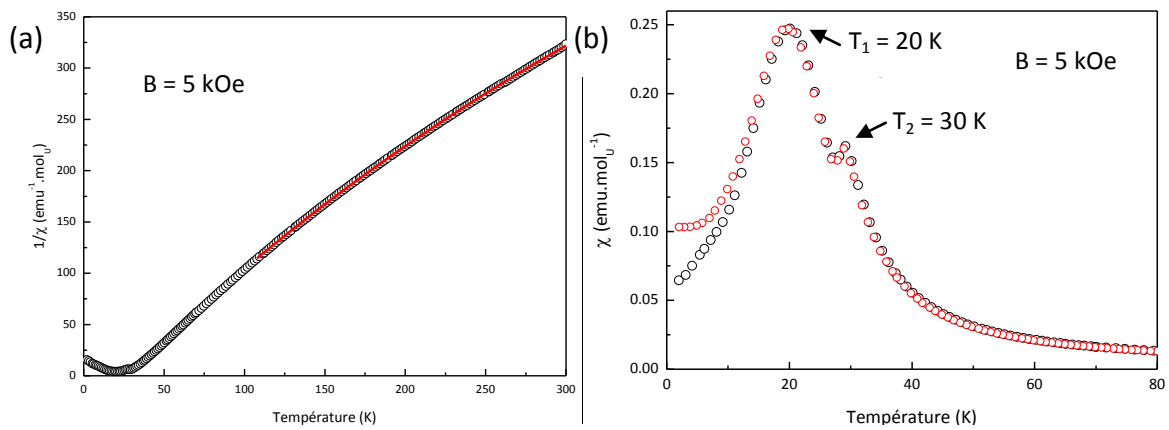 (a)
B = 5 kOe
1/χ (emu⁻¹.mol_U)
350
300
250
200
150
100
50
0
0 50 100 150 200 250 300
Température (K)
(b)
T₁ = 20 K
B = 5 kOe
T₂ = 30 K
χ (emu.mol_U⁻¹)
0.25
0.20
0.15
0.10
0.05
0.00
0 20 40 60 80
Température (K)